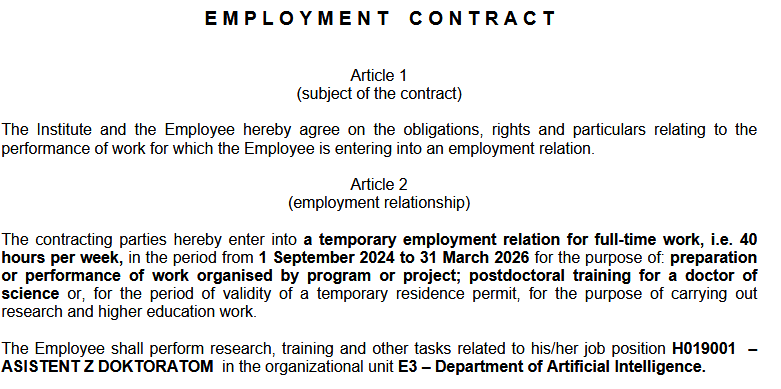 EMPLOYMENT CONTRACT
Article 1
(subject of the contract)
The Institute and the Employee hereby agree on the obligations, rights and particulars relating to the
performance of work for which the Employee is entering into an employment relation.
Article 2
(employment relationship)
The contracting parties hereby enter into a temporary employment relation for full-time work, i.e. 40
hours per week, in the period from 1 September 2024 to 31 March 2026 for the purpose of: preparation
or performance of work organised by program or project; postdoctoral training for a doctor of
science or, for the period of validity of a temporary residence permit, for the purpose of carrying out
research and higher education work.
The Employee shall perform research, training and other tasks related to his/her job position H019001 –
ASISTENT Z DOKTORATOM in the organizational unit E3 – Department of Artificial Intelligence.